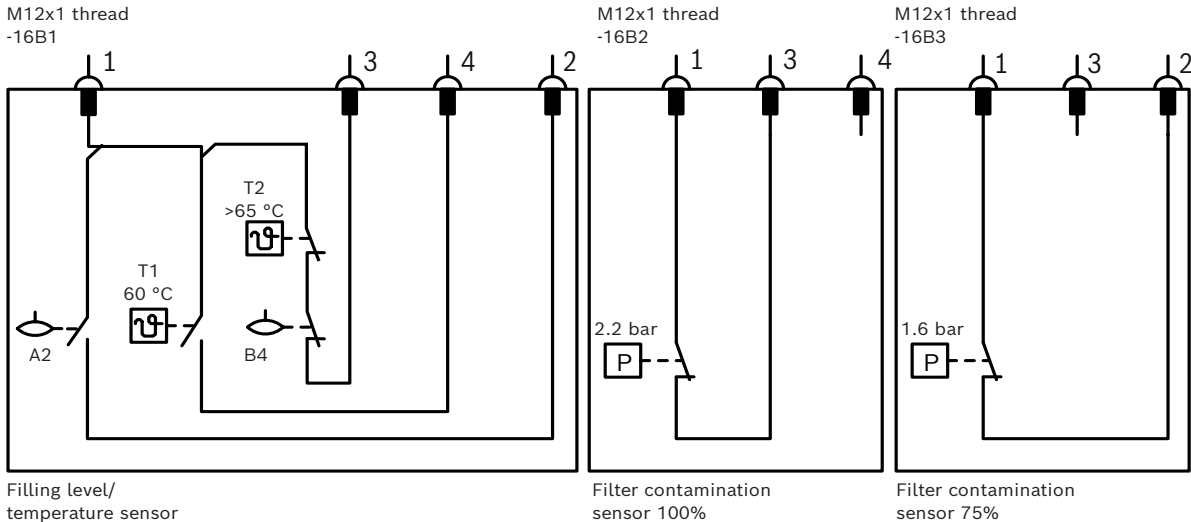 M12x1 thread
-16B1
1
3
4
2
T2
>65 °C
T1
60 °C
A2
B4
Filling level/
temperature sensor
M12x1 thread
-16B2
1
3
4
2.2 bar
P
Filter contamination
sensor 100%
M12x1 thread
-16B3
1
3
2
1.6 bar
P
Filter contamination
sensor 75%